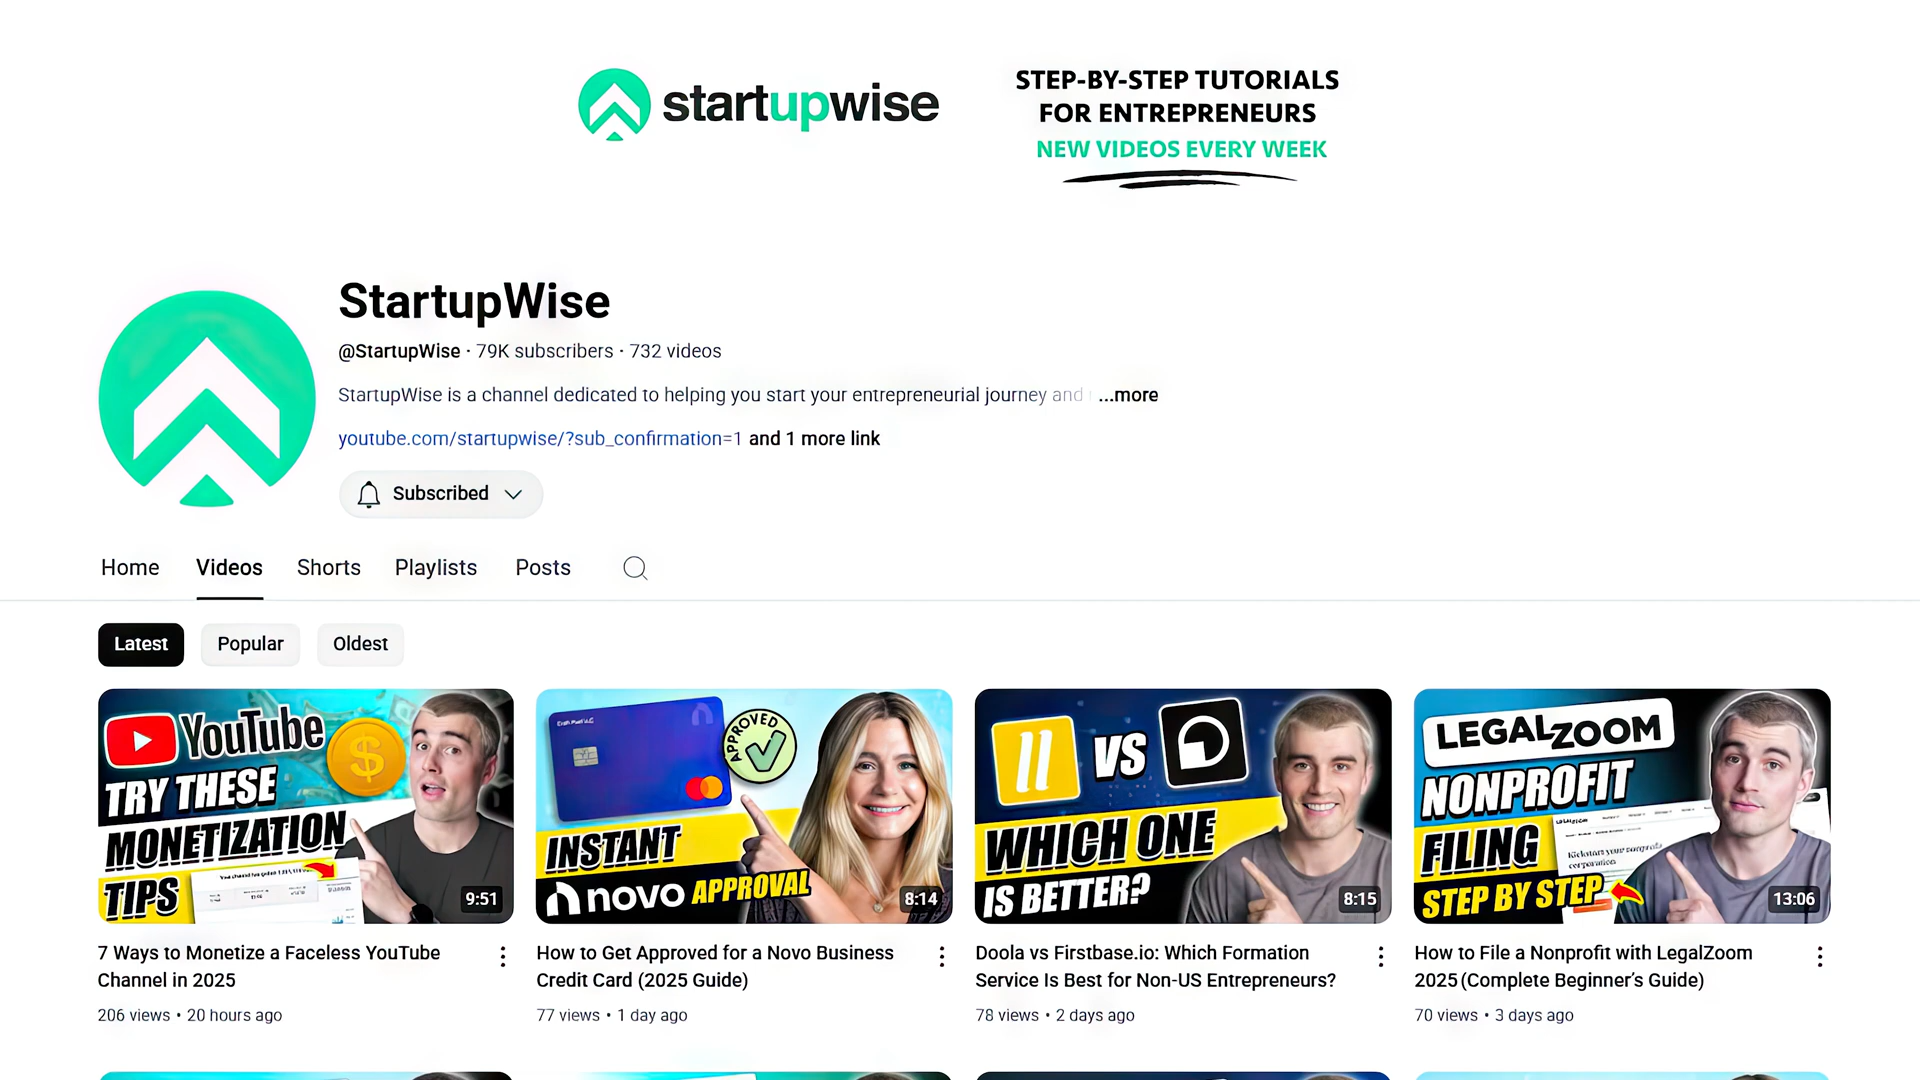 startupwise
STEP-BY-STEP TUTORIALS
FOR ENTREPRENEURS
NEW VIDEOS EVERY WEEK
StartupWise
@StartupWise · 79K subscribers · 732 videos
StartupWise is a channel dedicated to helping you start your entrepreneurial journey and ...more
youtube.com/startupwise/?sub_confirmation=1 and 1 more link
Subscribed
Home Videos Shorts Playlists Posts
Latest Popular Oldest
YouTube
$
TRY THESE
MONETIZATION
TIPS
9:51
APPROVED
INSTANT
novo APPROVAL
8:14
VS
WHICH ONE
IS BETTER?
8:15
LEGALZOOM
NONPROFIT
FILING
Kickstart your nonprofit
corporation
STEP BY STEP
13:06
7 Ways to Monetize a Faceless YouTube
Channel in 2025
206 views • 20 hours ago
How to Get Approved for a Novo Business
Credit Card (2025 Guide)
77 views • 1 day ago
Doola vs Firstbase.io: Which Formation
Service Is Best for Non-US Entrepreneurs?
78 views • 2 days ago
How to File a Nonprofit with LegalZoom
2025 (Complete Beginner's Guide)
70 views • 3 days ago